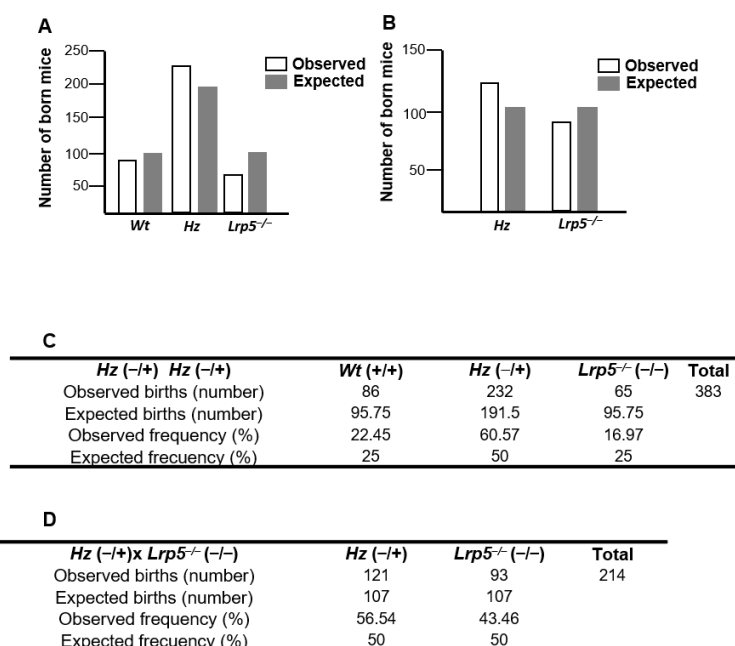 A
Number of born mice
250
200
150
100
50
Observed
Expected
Wt Hz Lrp5–/–
B
Number of born mice
150
100
50
Observed
Expected
Hz Lrp5–/–
C
Hz (–/+) Hz (–/+) Wt (+/+) Hz (–/+) Lrp5–/– (–/–) Total
Observed births (number) 86 232 65 383
Expected births (number) 95.75 191.5 95.75
Observed frequency (%) 22.45 60.57 16.97
Expected frecuency (%) 25 50 25
D
Hz (–/+)x Lrp5–/– (–/–) Hz (–/+) Lrp5–/– (–/–) Total
Observed births (number) 121 93 214
Expected births (number) 107 107
Observed frequency (%) 56.54 43.46
Expected frecuency (%) 50 50